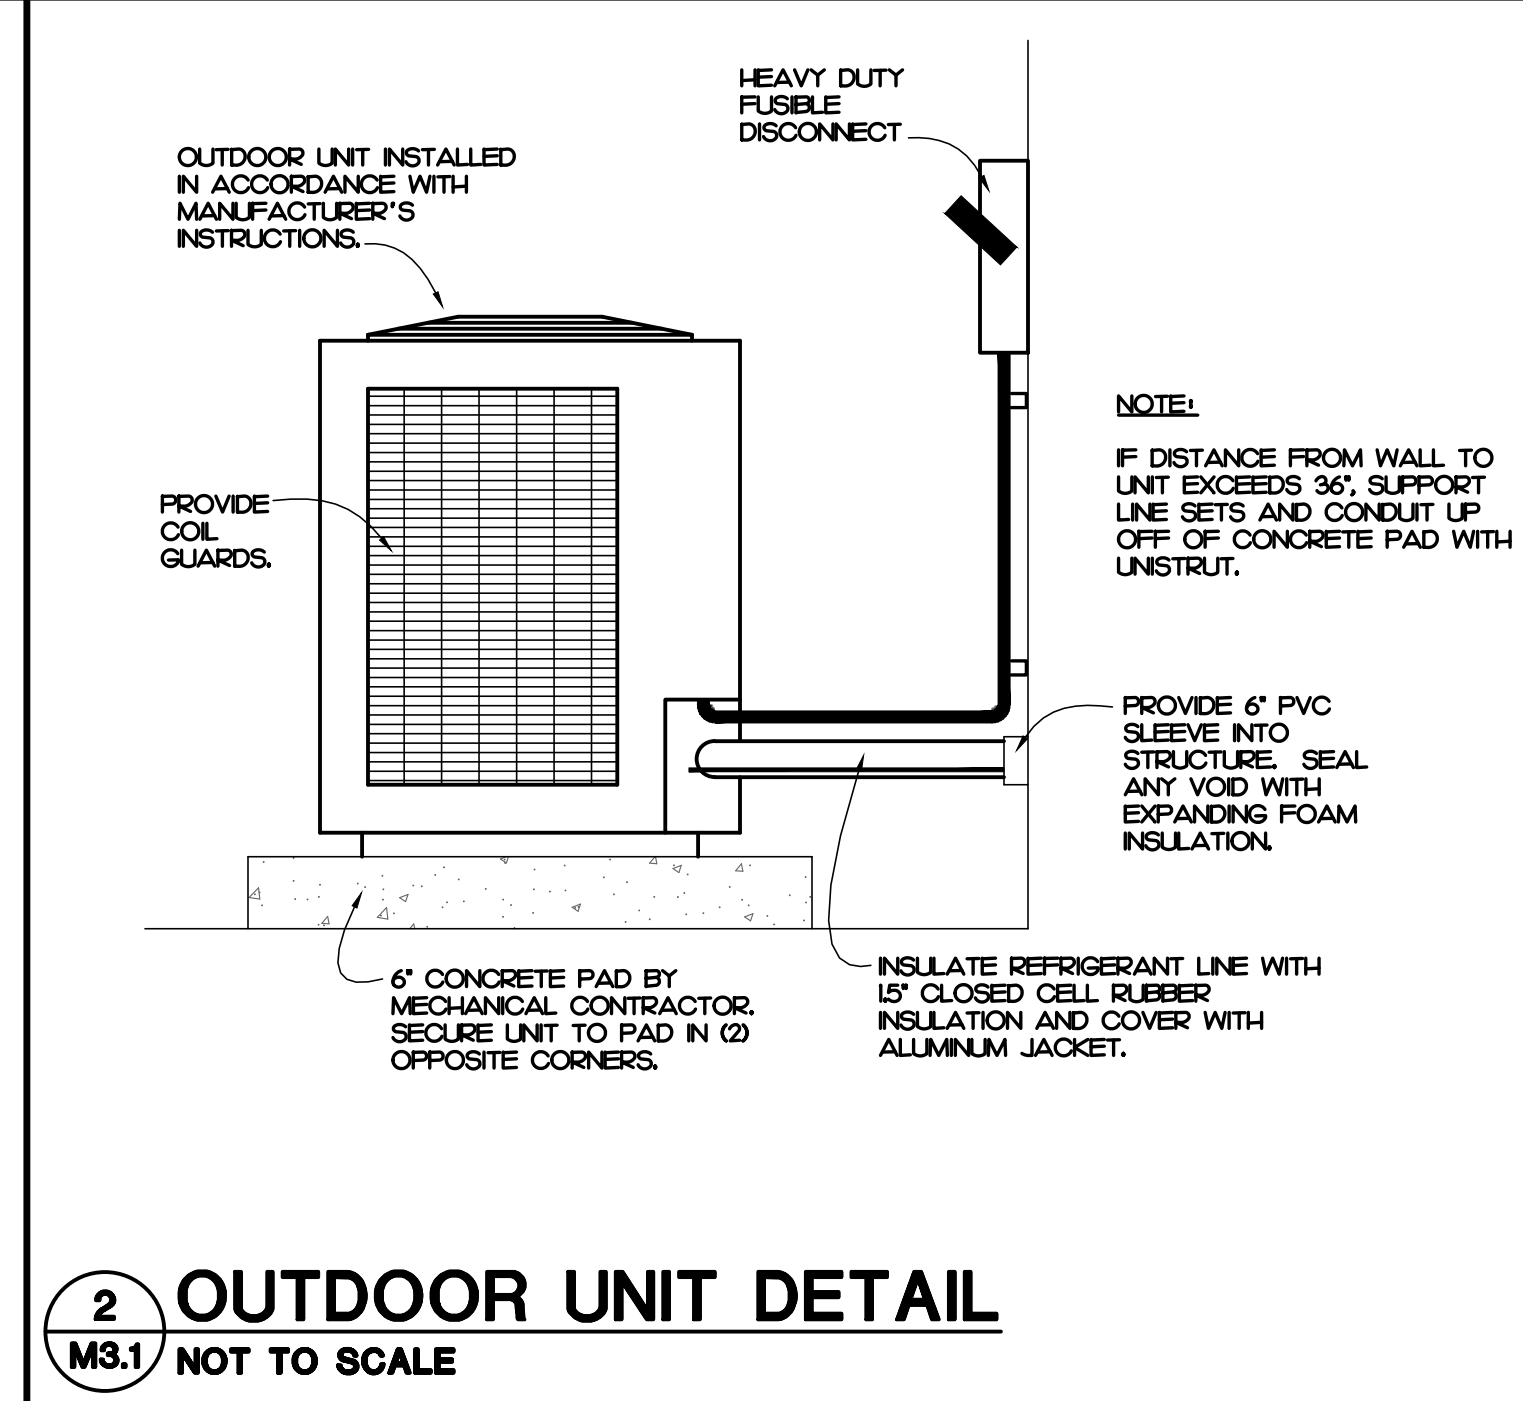 HEAVY DUTY
FUSIBLE
DISCONNECT
OUTDOOR UNIT INSTALLED
IN ACCORDANCE WITH
MANUFACTURER'S
INSTRUCTIONS.
NOTE:
IF DISTANCE FROM WALL TO
UNIT EXCEEDS 36", SUPPORT
LINE SETS AND CONDUIT UP
OFF OF CONCRETE PAD WITH
UNISTRUT.
PROVIDE
COIL
GUARDS.
PROVIDE 6" PVC
SLEEVE INTO
STRUCTURE. SEAL
ANY VOID WITH
EXPANDING FOAM
INSULATION.
6" CONCRETE PAD BY
MECHANICAL CONTRACTOR.
SECURE UNIT TO PAD IN (2)
OPPOSITE CORNERS.
INSULATE REFRIGERANT LINE WITH
1.5" CLOSED CELL RUBBER
INSULATION AND COVER WITH
ALUMINUM JACKET.
2
M3.1
OUTDOOR UNIT DETAIL
NOT TO SCALE